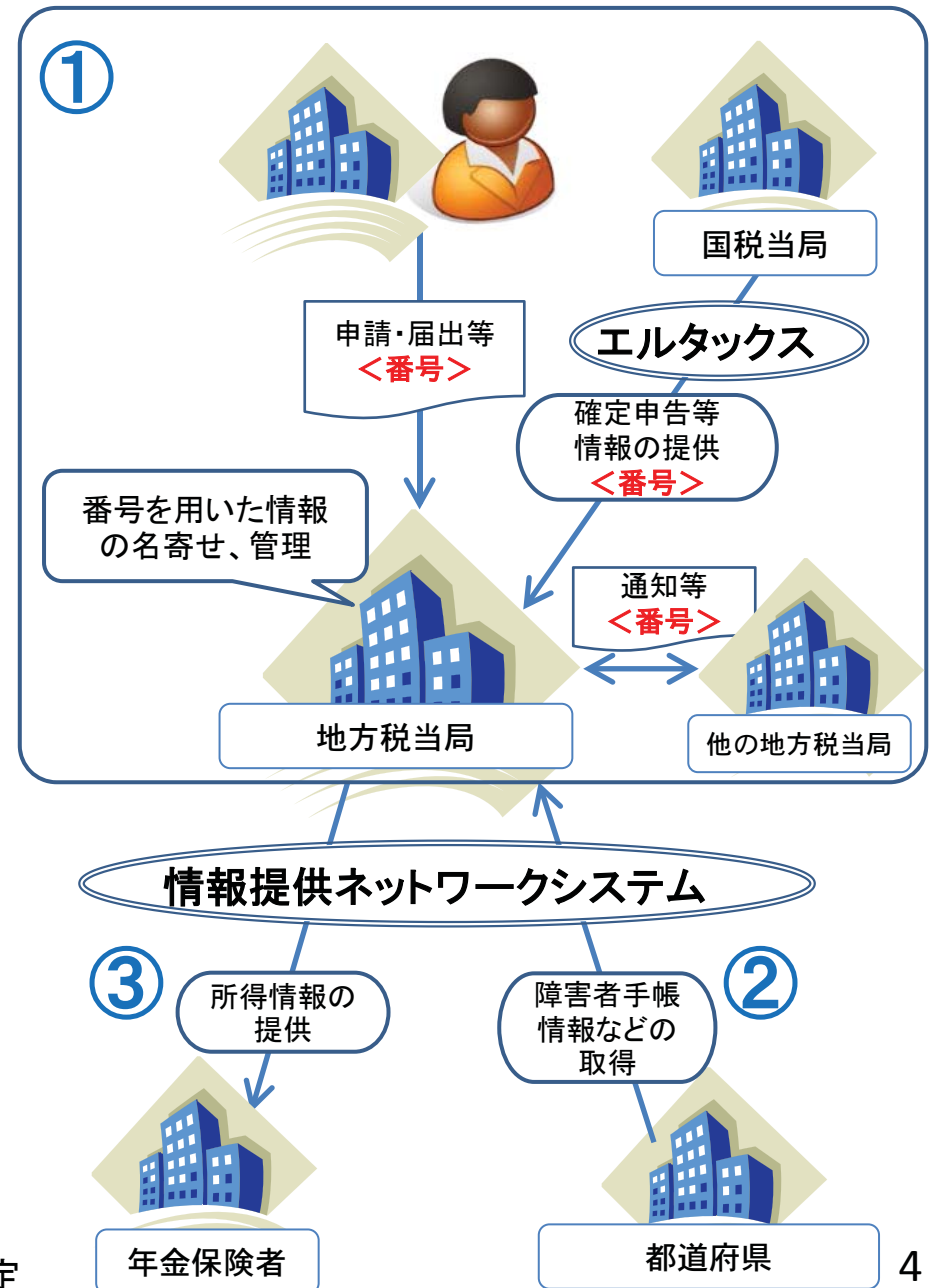 ①
国税当局
エルタックス
申請・届出等
＜番号＞
確定申告等
情報の提供
＜番号＞
番号を用いた情報
の名寄せ、管理
通知等
＜番号＞
地方税当局
他の地方税当局
情報提供ネットワークシステム
③
所得情報の
提供
障害者手帳
情報などの
取得
②
年金保険者
都道府県
定
4